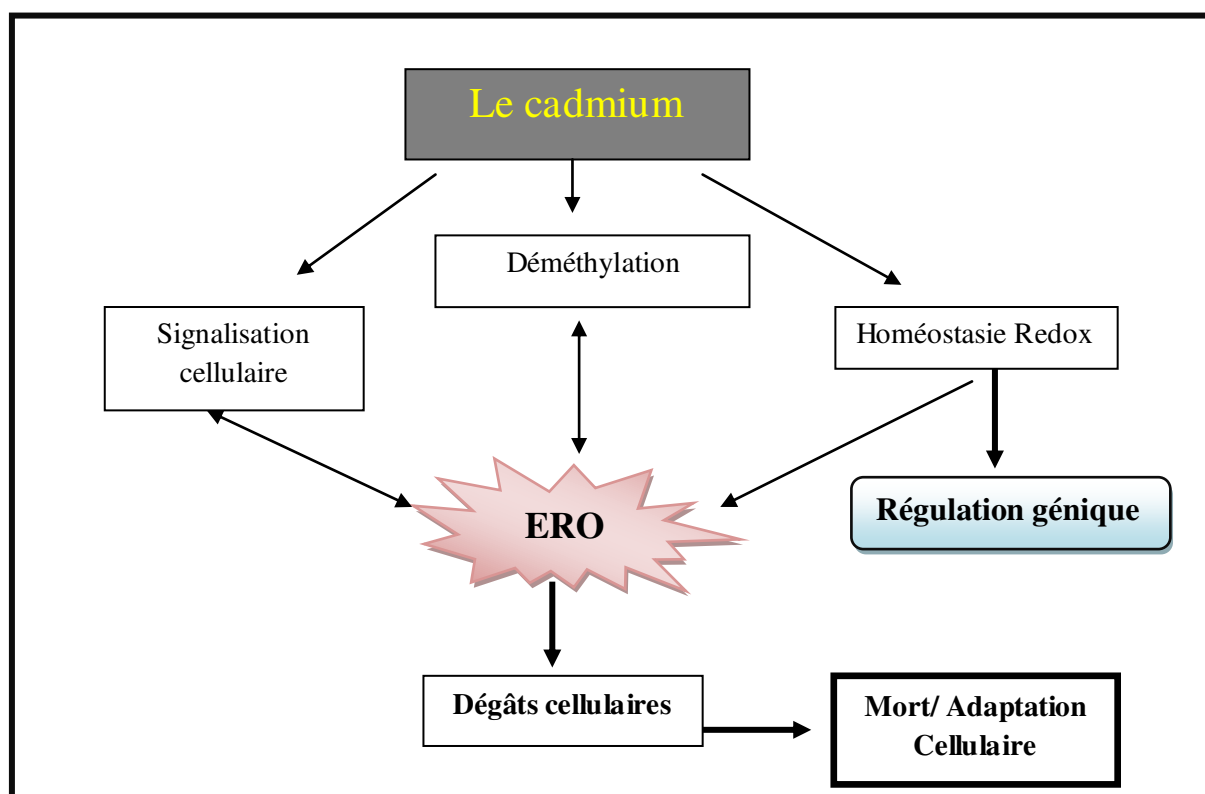 Le cadmium
Déméthylation
Signalisation
cellulaire
Homéostasie Redox
ERO
Régulation génique
Dégâts cellulaires
Mort/ Adaptation
Cellulaire